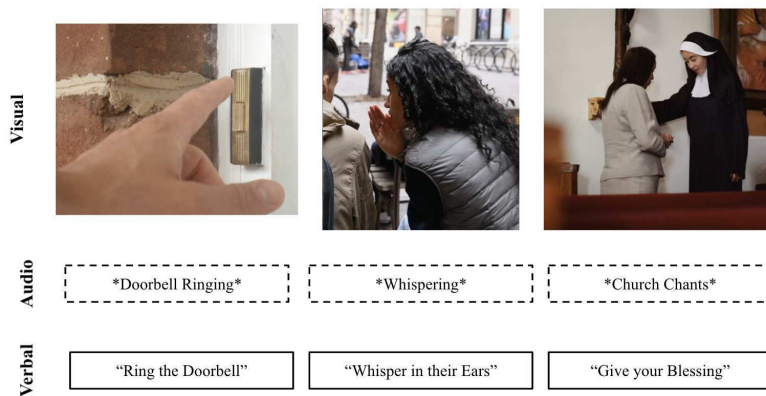 Visual
Audio
*Doorbell Ringing*
*Whispering*
*Church Chants*
Verbal
“Ring the Doorbell”
“Whisper in their Ears”
“Give your Blessing”